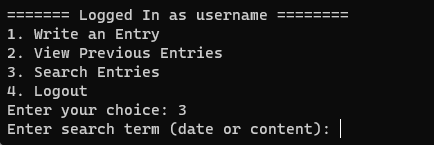 ======= Logged In as username ========
1. Write an Entry
2. View Previous Entries
3. Search Entries
4. Logout
Enter your choice: 3
Enter search term (date or content):